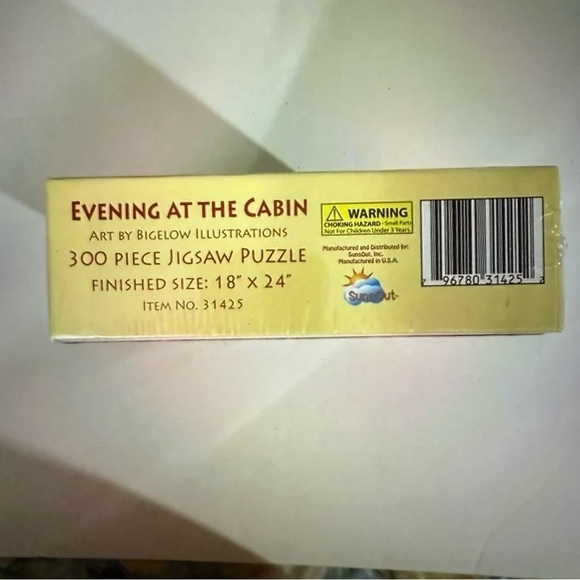 EVENING AT THE CABIN
ART BY BIGELOW ILLUSTRATIONS
300 PIECE JIGSAW PUZZLE
FINISHED SIZE: 18" X 24"
ITEM NO. 31425
WARNING
CHOKING HAZARD - Small Parts
Not For Children Under 3 Years
Manufactured and Distributed by:
SunsOut, Inc.
Manufactured in U.S.A.
SunsOut
7 96780 31425 2